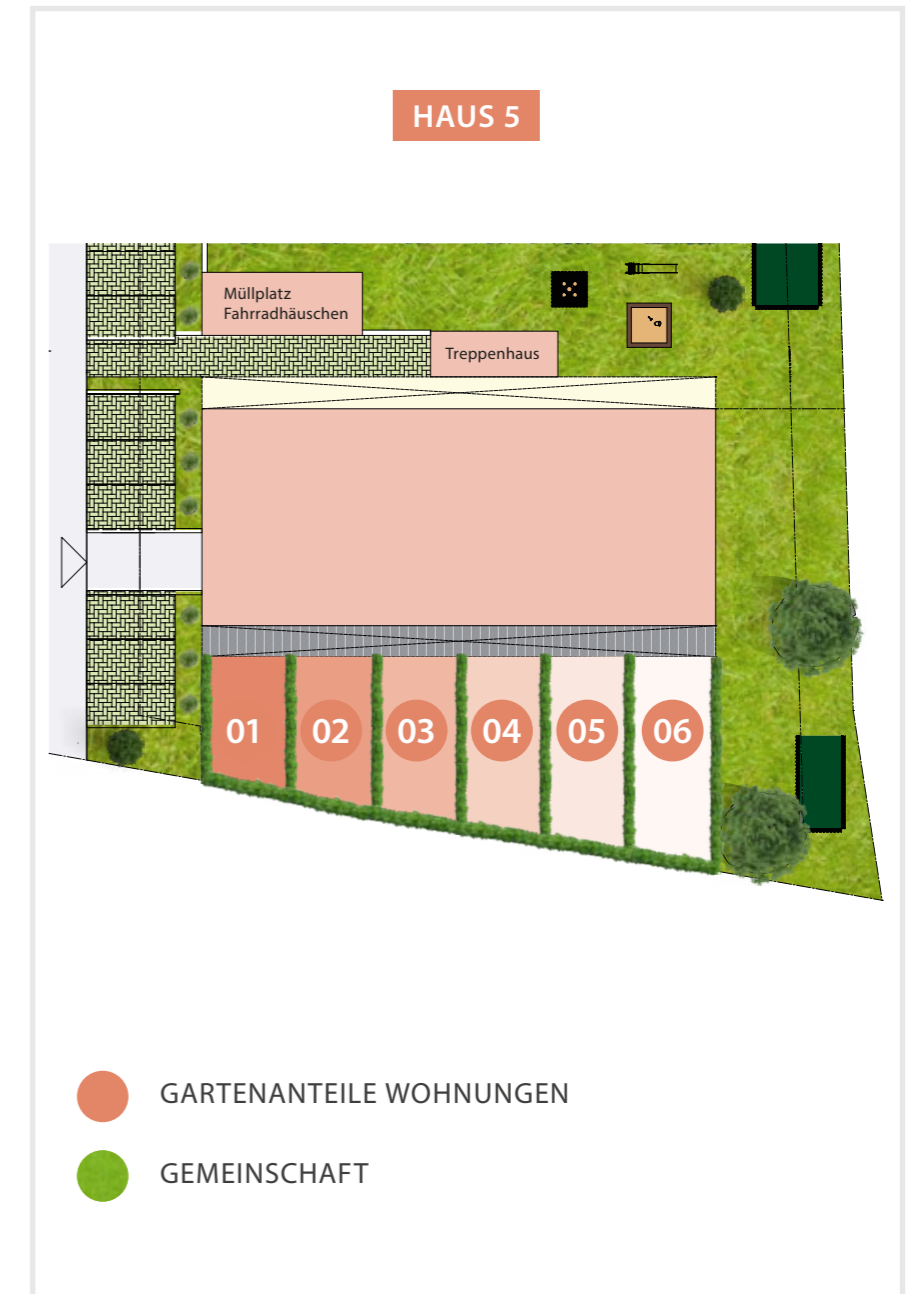 HAUS 5
Müllplatz
Fahrradhäuschen
Treppenhaus
01
02
03
04
05
06
GARTENANTEILE WOHNUNGEN
GEMEINSCHAFT